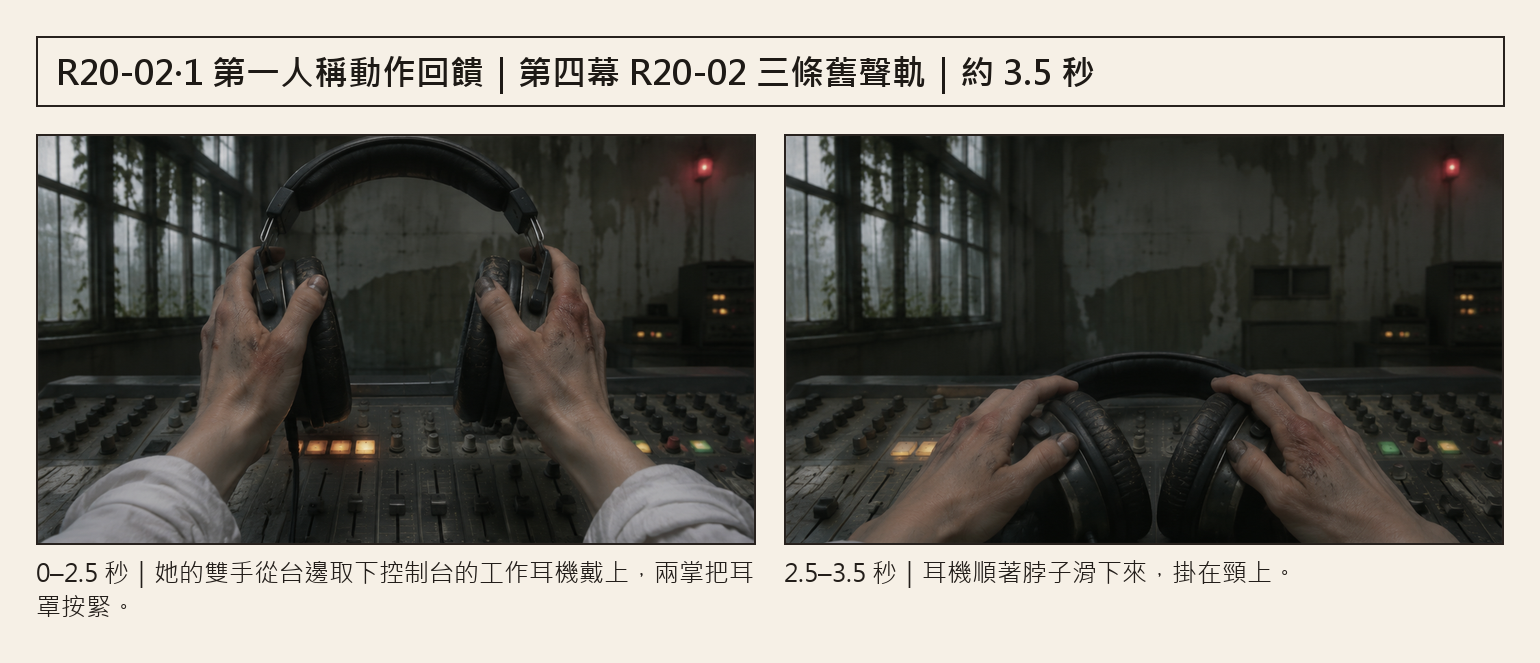 R20-02·1 第一人稱動作回饋｜第四幕 R20-02 三條舊聲軌｜約 3.5 秒
0–2.5 秒｜她的雙手從台邊取下控制台的工作耳機戴上，兩掌把耳
罩按緊。
2.5–3.5 秒｜耳機順著脖子滑下來，掛在頸上。